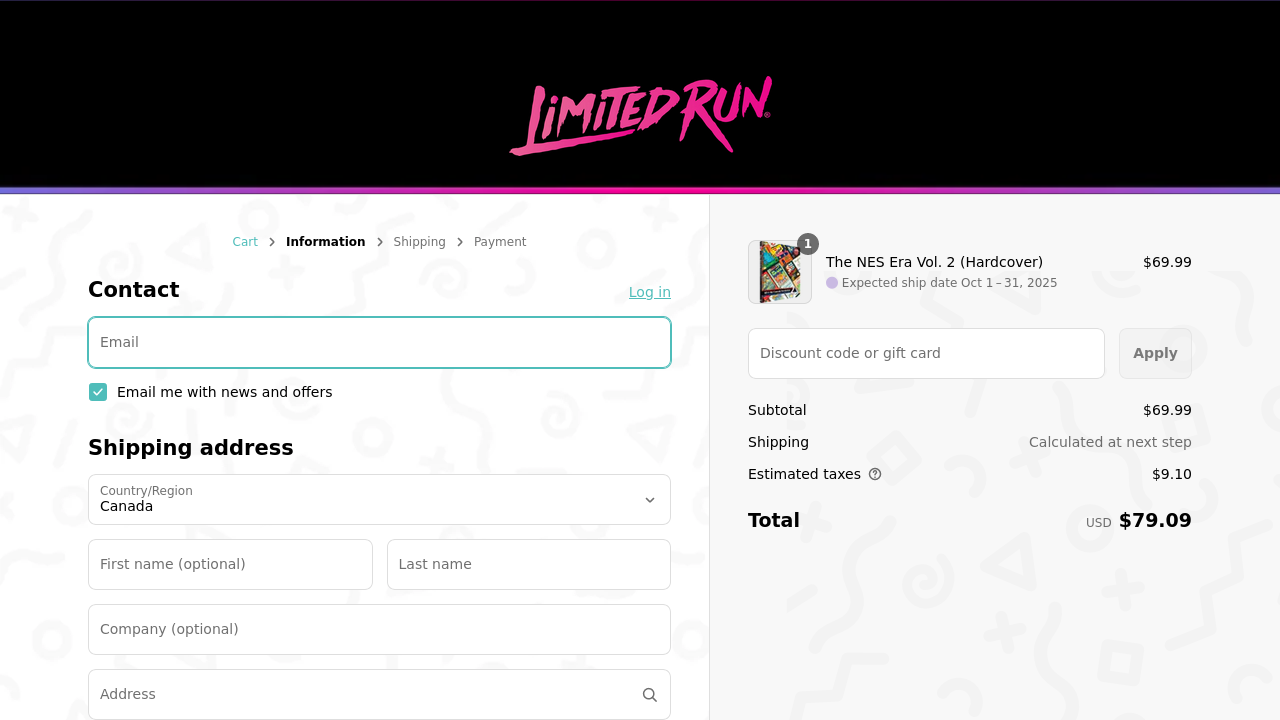 LIMITED RUN®
Cart > Information > Shipping > Payment
Contact
Log in
Email
Email me with news and offers
Shipping address
Country/Region
Canada
First name (optional)
Last name
Company (optional)
Address
1
The NES Era Vol. 2 (Hardcover)
$69.99
Expected ship date Oct 1 – 31, 2025
Discount code or gift card
Apply
Subtotal
$69.99
Shipping
Calculated at next step
Estimated taxes
$9.10
Total
USD $79.09